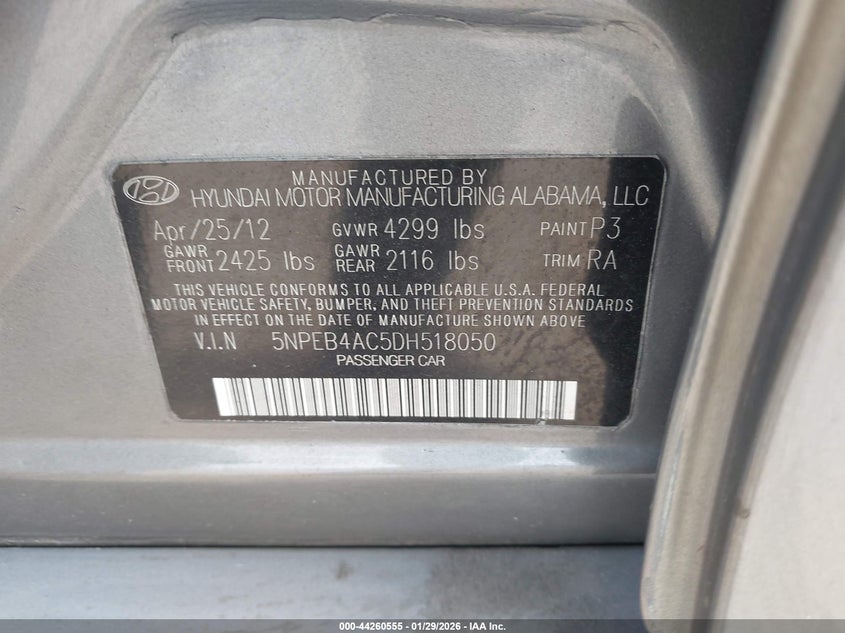 MANUFACTURED BY
HYUNDAI MOTOR MANUFACTURING ALABAMA, LLC
Apr/25/12 GVWR 4299 lbs PAINT P3
GAWR FRONT 2425 lbs GAWR REAR 2116 lbs TRIM RA
THIS VEHICLE CONFORMS TO ALL APPLICABLE U.S.A. FEDERAL
MOTOR VEHICLE SAFETY, BUMPER, AND THEFT PREVENTION STANDARDS
IN EFFECT ON THE DATE OF MANUFACTURE SHOWN ABOVE
V.I.N 5NPEB4AC5DH518050
PASSENGER CAR
000-44260555 - 01/29/2026 - IAA Inc.